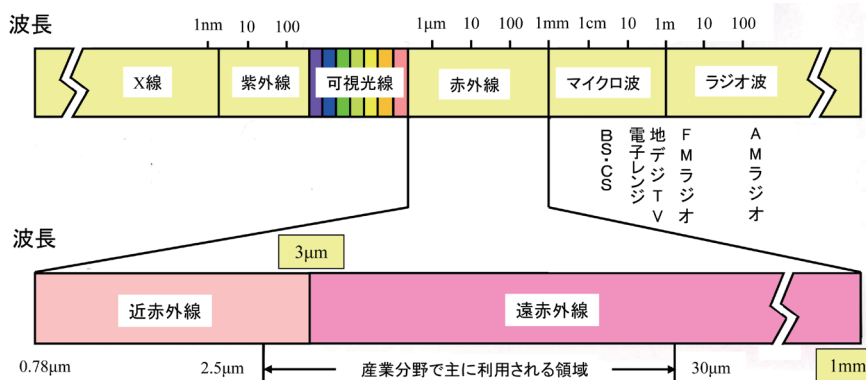 波長
1nm 10 100 1μm 10 100 1mm 1cm 10 1m 10 100
X線 紫外線 可視光線 赤外線 マイクロ波 ラジオ波
BS・CS
電子レンジ
地デジTV
FMラジオ
AMラジオ
波長
3μm
近赤外線 遠赤外線
0.78μm 2.5μm 産業分野で主に利用される領域 30μm 1mm